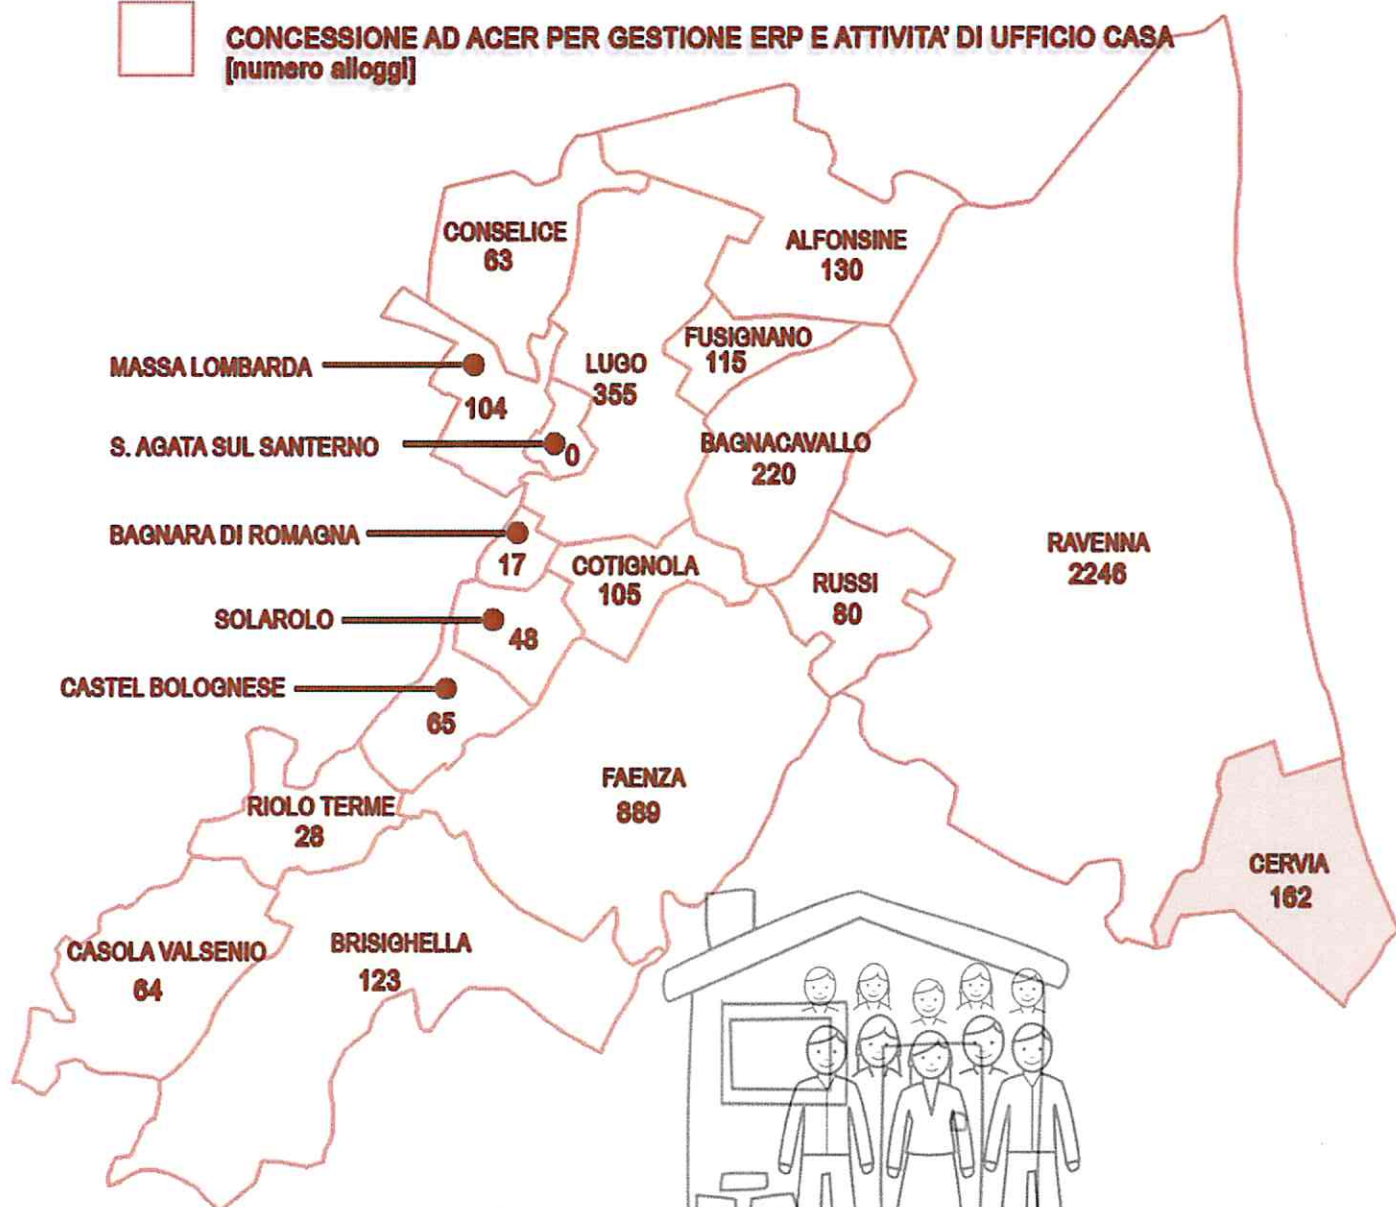 CONCESSIONE AD ACER PER GESTIONE ERP E ATTIVITA' DI UFFICIO CASA
[numero alloggi]
CONSELICE
63
ALFONSINE
130
FUSIGNANO
115
MASSA LOMBARDA
104
LUGO
355
S. AGATA SUL SANTERNO
0
BAGNACAVALLO
220
BAGNARA DI ROMAGNA
17
COTIGNOLA
105
RUSSI
80
RAVENNA
2246
SOLAROLO
48
CASTEL BOLOGNESE
65
FAENZA
889
RIOLO TERME
28
CERVIA
162
CASOLA VALSENIO
64
BRISIGHELLA
123